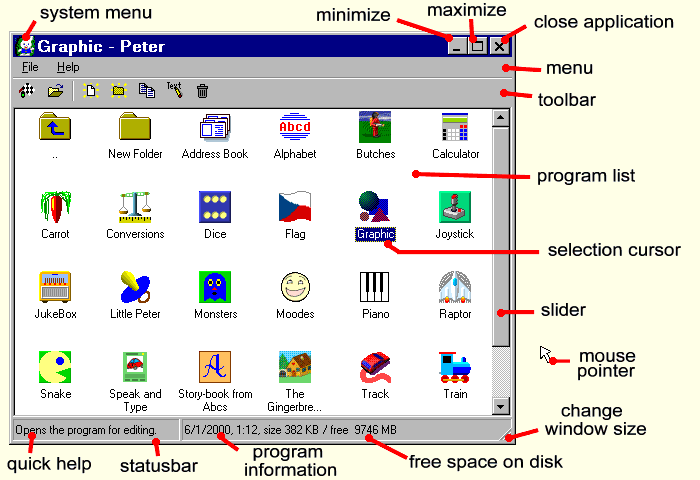 system menu
minimize
maximize
close application
Graphic - Peter
File Help
menu
Text
toolbar
.. New Folder Address Book Abcd Alphabet Butches Calculator
program list
Carrot Conversions Dice Flag Graphic Joystick
selection cursor
JukeBox Little Peter Monsters Moodes Piano Raptor
slider
mouse
pointer
Snake Speak and
Type A Story-book from
Abcs The
Gingerbre... Track Train
change
window size
Opens the program for editing. 6/1/2000, 1:12, size 382 KB / free 9746 MB
quick help
statusbar
program
information
free space on disk